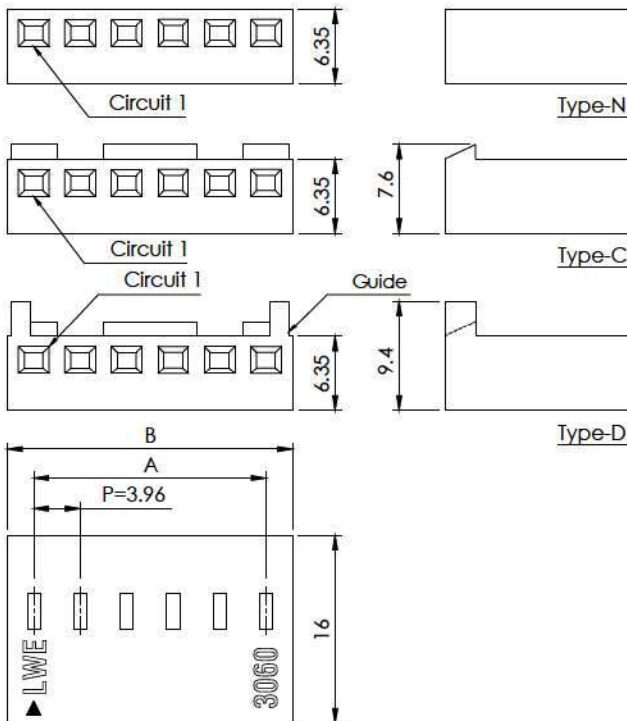 6.35
Circuit 1
Type-N
6.35
7.6
Circuit 1
Type-C
Circuit 1
Guide
6.35
9.4
Type-D
B
A
P=3.96
16
▲LWE
3060